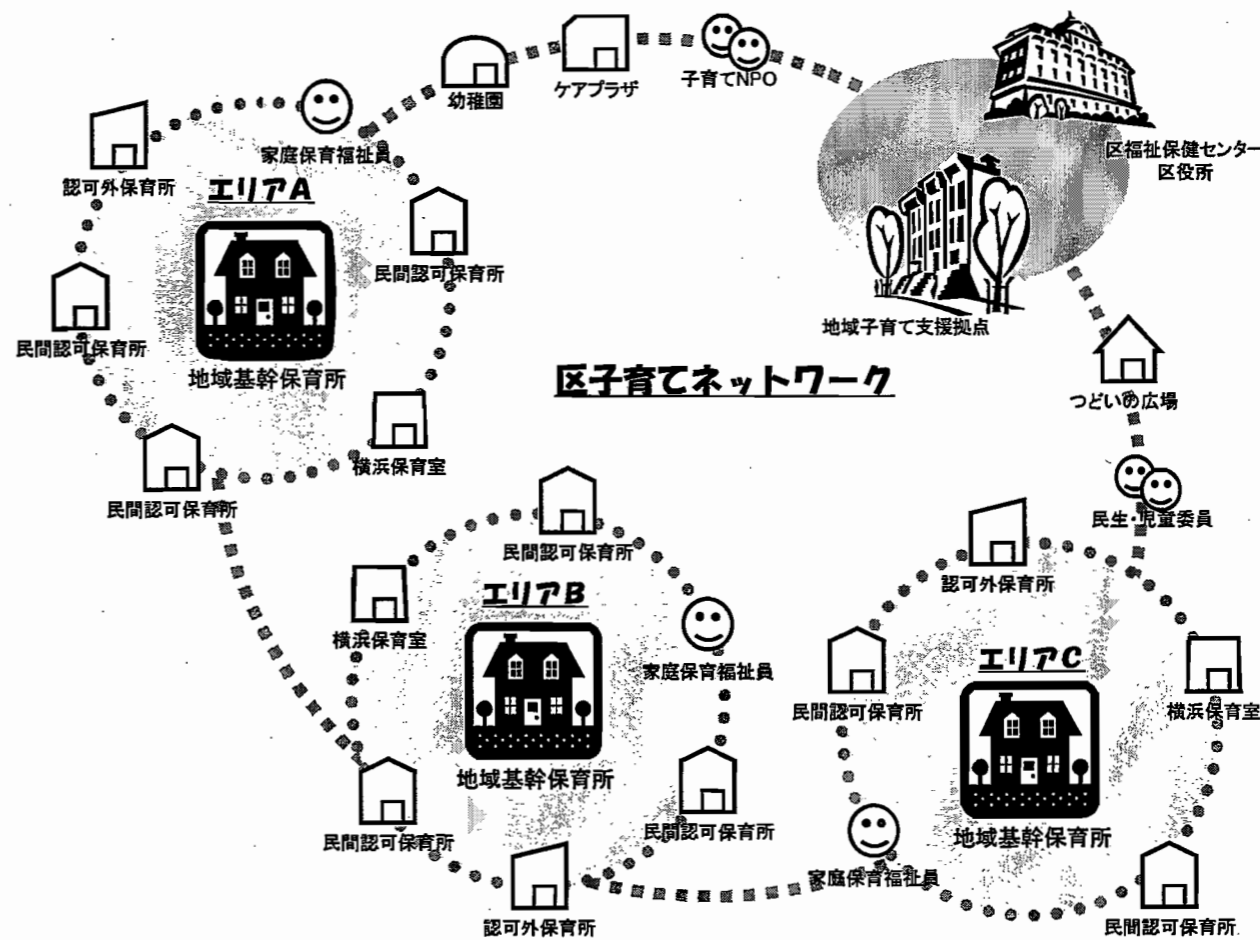 幼稚園
ケアプラザ
子育てNPO
区福祉保健センター
区役所
地域子育て支援拠点
家庭保育福祉員
認可外保育所
エリアA
民間認可保育所
民間認可保育所
地域基幹保育所
横浜保育室
民間認可保育所
区子育てネットワーク
つどいの広場
民生・児童委員
民間認可保育所
エリアB
横浜保育室
家庭保育福祉員
地域基幹保育所
民間認可保育所
民間認可保育所
認可外保育所
認可外保育所
エリアC
民間認可保育所
横浜保育室
地域基幹保育所
家庭保育福祉員
民間認可保育所